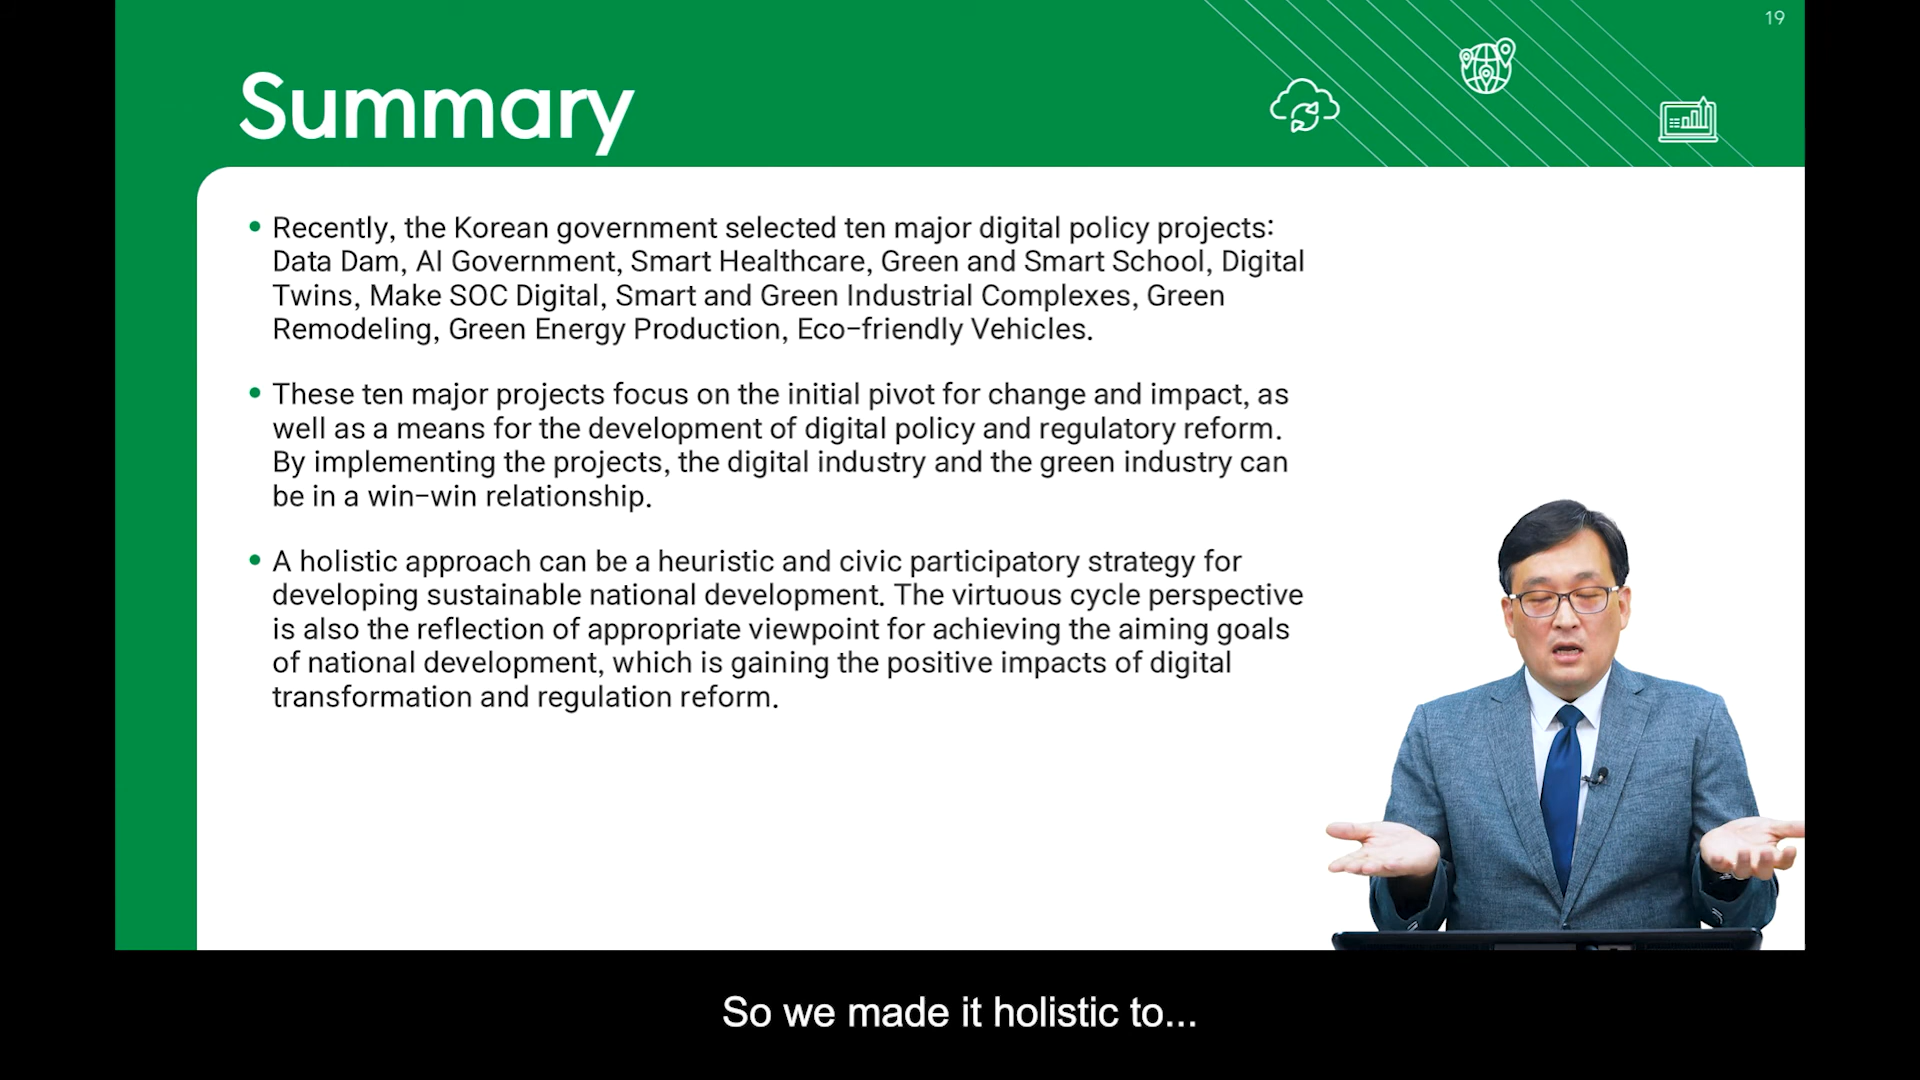 19
Summary
• Recently, the Korean government selected ten major digital policy projects:
Data Dam, AI Government, Smart Healthcare, Green and Smart School, Digital
Twins, Make SOC Digital, Smart and Green Industrial Complexes, Green
Remodeling, Green Energy Production, Eco-friendly Vehicles.
• These ten major projects focus on the initial pivot for change and impact, as
well as a means for the development of digital policy and regulatory reform.
By implementing the projects, the digital industry and the green industry can
be in a win-win relationship.
• A holistic approach can be a heuristic and civic participatory strategy for
developing sustainable national development. The virtuous cycle perspective
is also the reflection of appropriate viewpoint for achieving the aiming goals
of national development, which is gaining the positive impacts of digital
transformation and regulation reform.
So we made it holistic to...